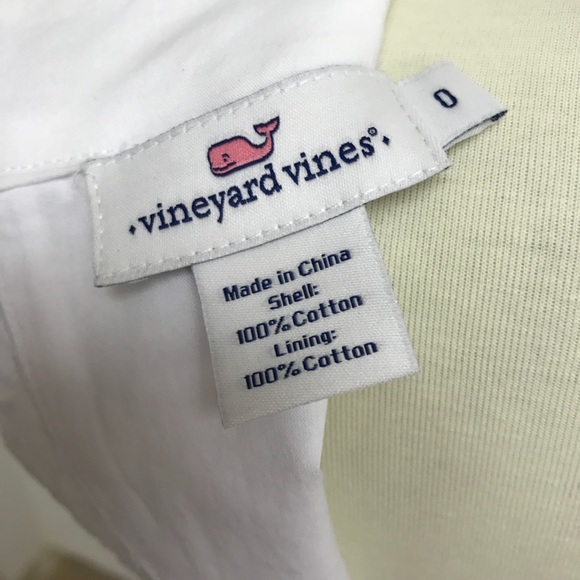 0
vineyard vines®
Made in China
Shell:
100% Cotton
Lining:
100% Cotton